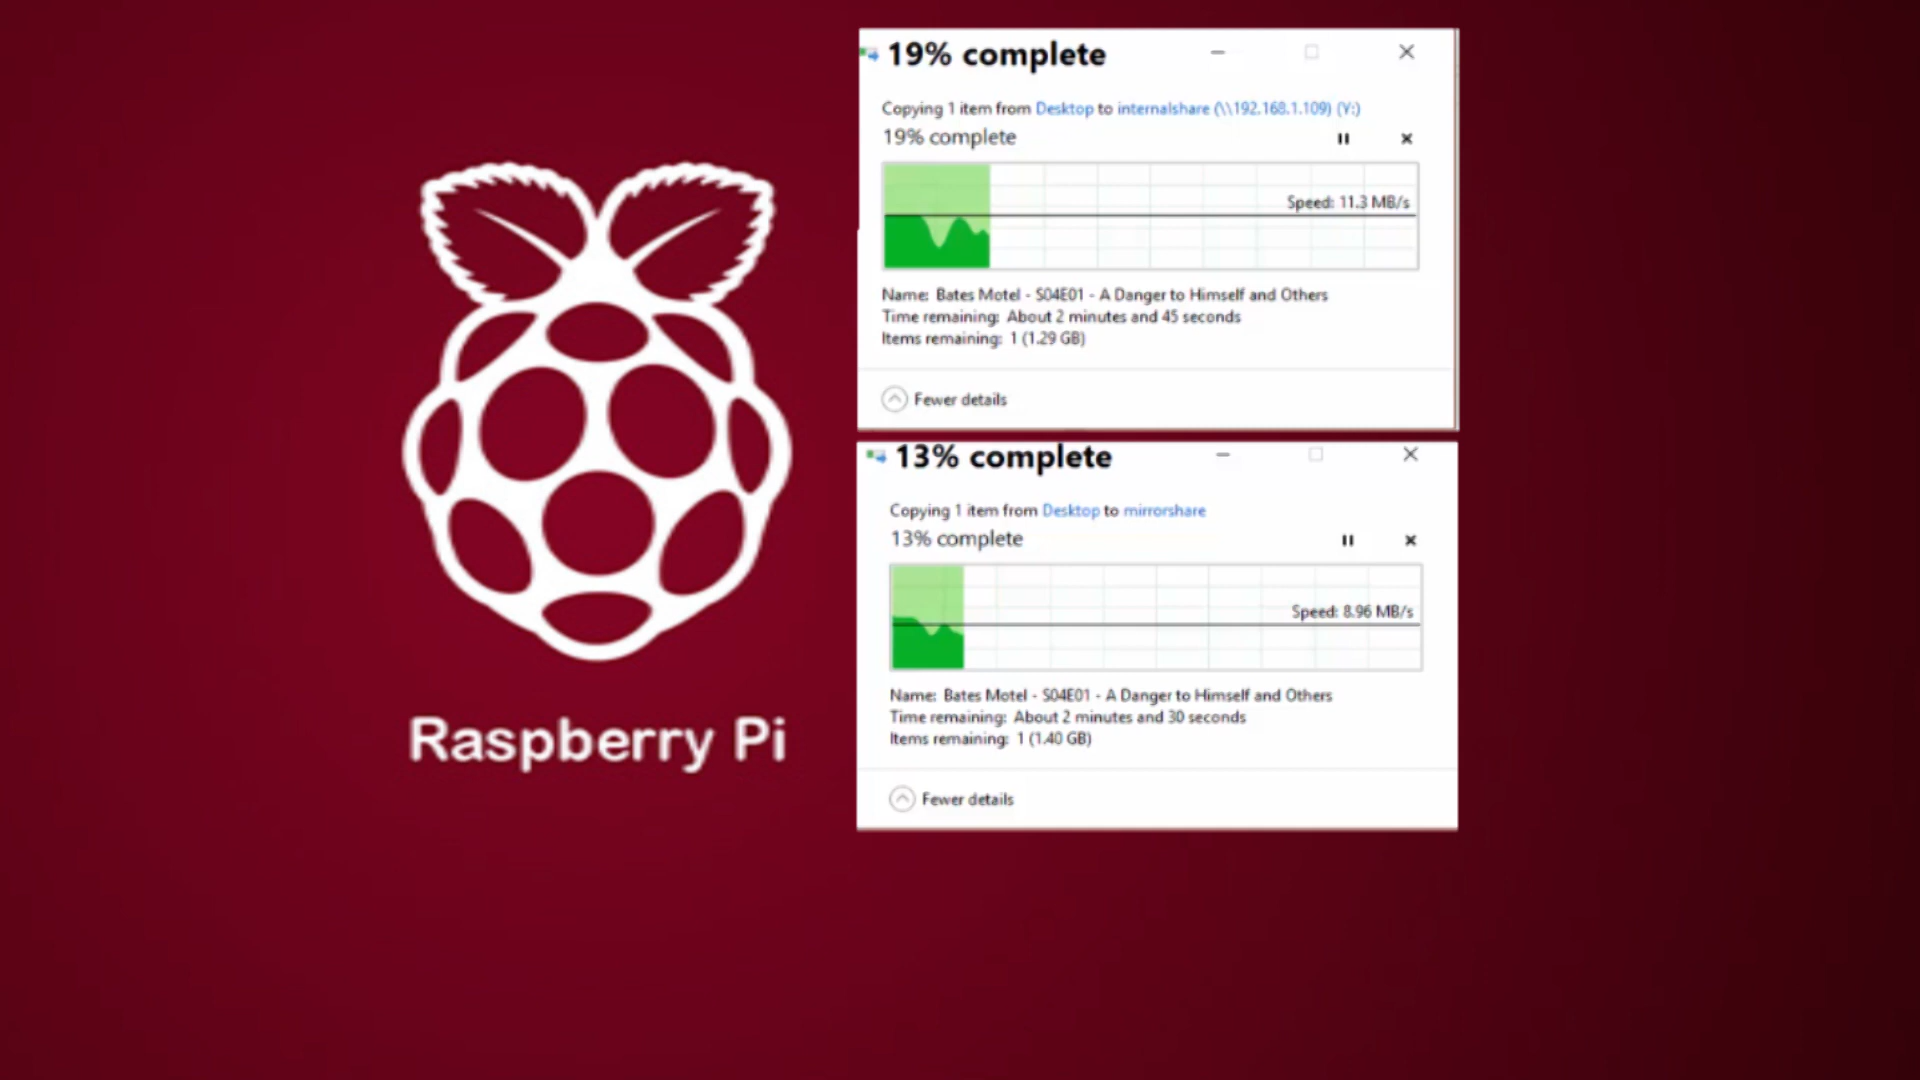 19% complete
Copying 1 item from Desktop to internalshare (\\192.168.1.109) (Y:)
19% complete
Speed: 11.3 MB/s
Name: Bates Motel - S04E01 - A Danger to Himself and Others
Time remaining: About 2 minutes and 45 seconds
Items remaining: 1 (1.29 GB)
Fewer details
13% complete
Copying 1 item from Desktop to mirrorshare
13% complete
Speed: 8.96 MB/s
Name: Bates Motel - S04E01 - A Danger to Himself and Others
Time remaining: About 2 minutes and 30 seconds
Items remaining: 1 (1.40 GB)
Fewer details
Raspberry Pi